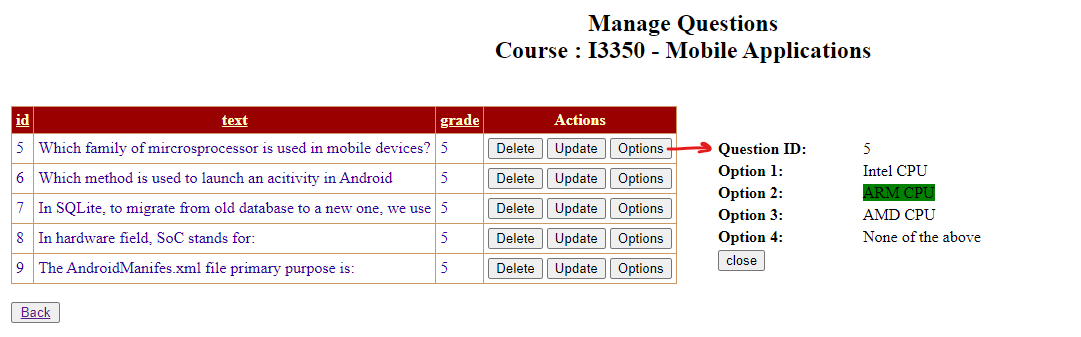 Manage Questions
Course : I3350 - Mobile Applications
id text grade Actions
5 Which family of mircrosprocessor is used in mobile devices? 5 Delete Update Options
6 Which method is used to launch an acitivity in Android 5 Delete Update Options
7 In SQLite, to migrate from old database to a new one, we use 5 Delete Update Options
8 In hardware field, SoC stands for: 5 Delete Update Options
9 The AndroidManifes.xml file primary purpose is: 5 Delete Update Options
Back
Question ID: 5
Option 1: Intel CPU
Option 2: ARM CPU
Option 3: AMD CPU
Option 4: None of the above
close